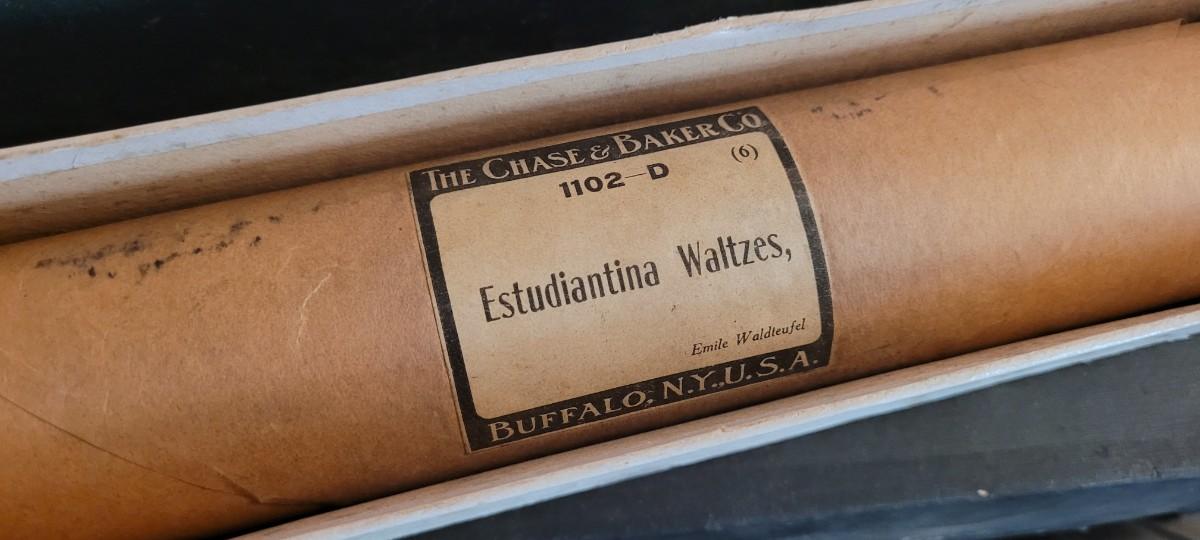 THE CHASE & BAKER CO
(6)
1102—D
Estudiantina Waltzes,
Emile Waldteufel
BUFFALO, N.Y., U.S.A.